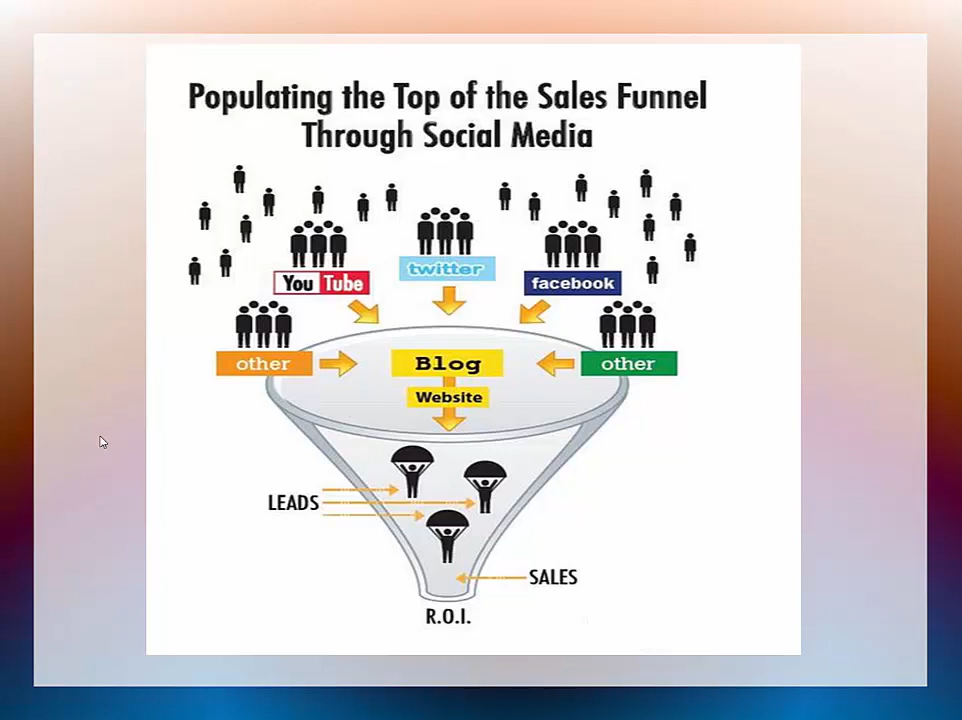 Populating the Top of the Sales Funnel
Through Social Media
twitter
You Tube
facebook
other
Blog
other
Website
LEADS
SALES
R.O.I.